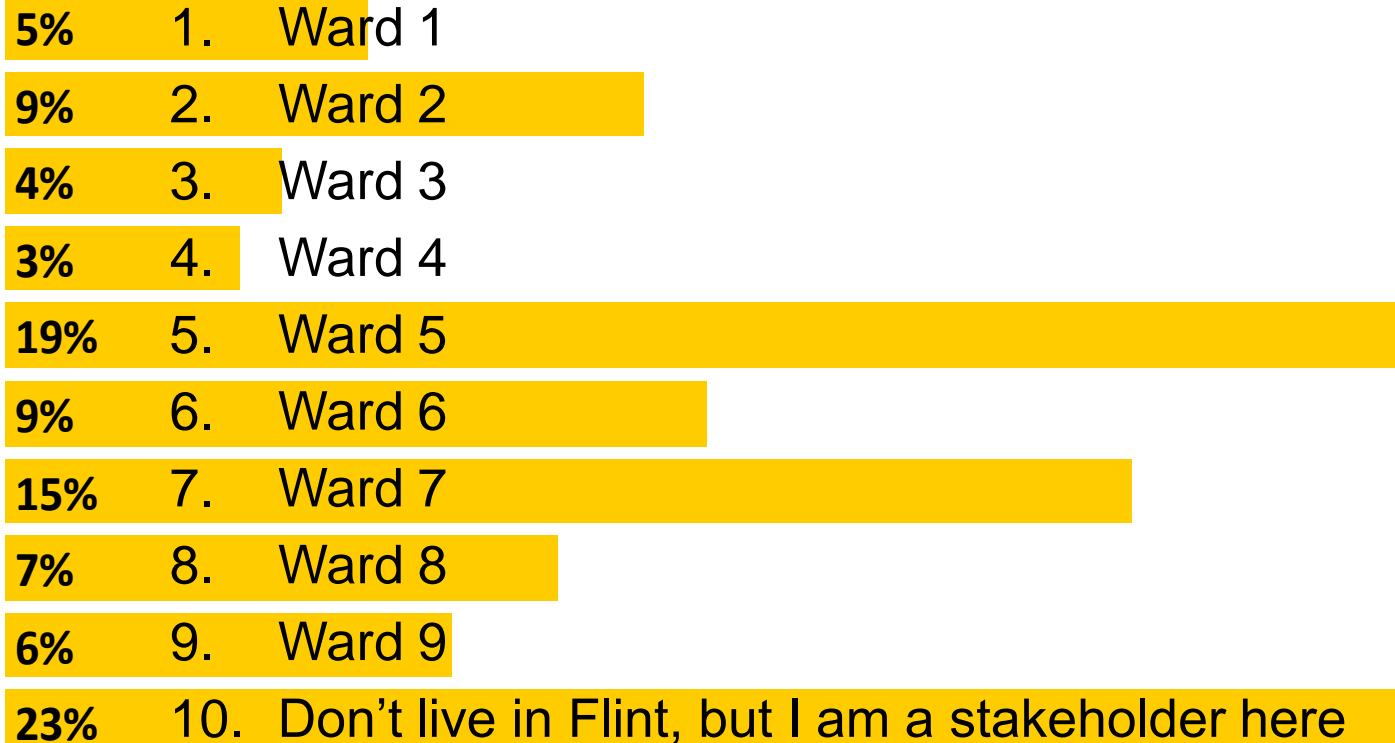 5% 1. Ward 1
9% 2. Ward 2
4% 3. Ward 3
3% 4. Ward 4
19% 5. Ward 5
9% 6. Ward 6
15% 7. Ward 7
7% 8. Ward 8
6% 9. Ward 9
23% 10. Don’t live in Flint, but I am a stakeholder here